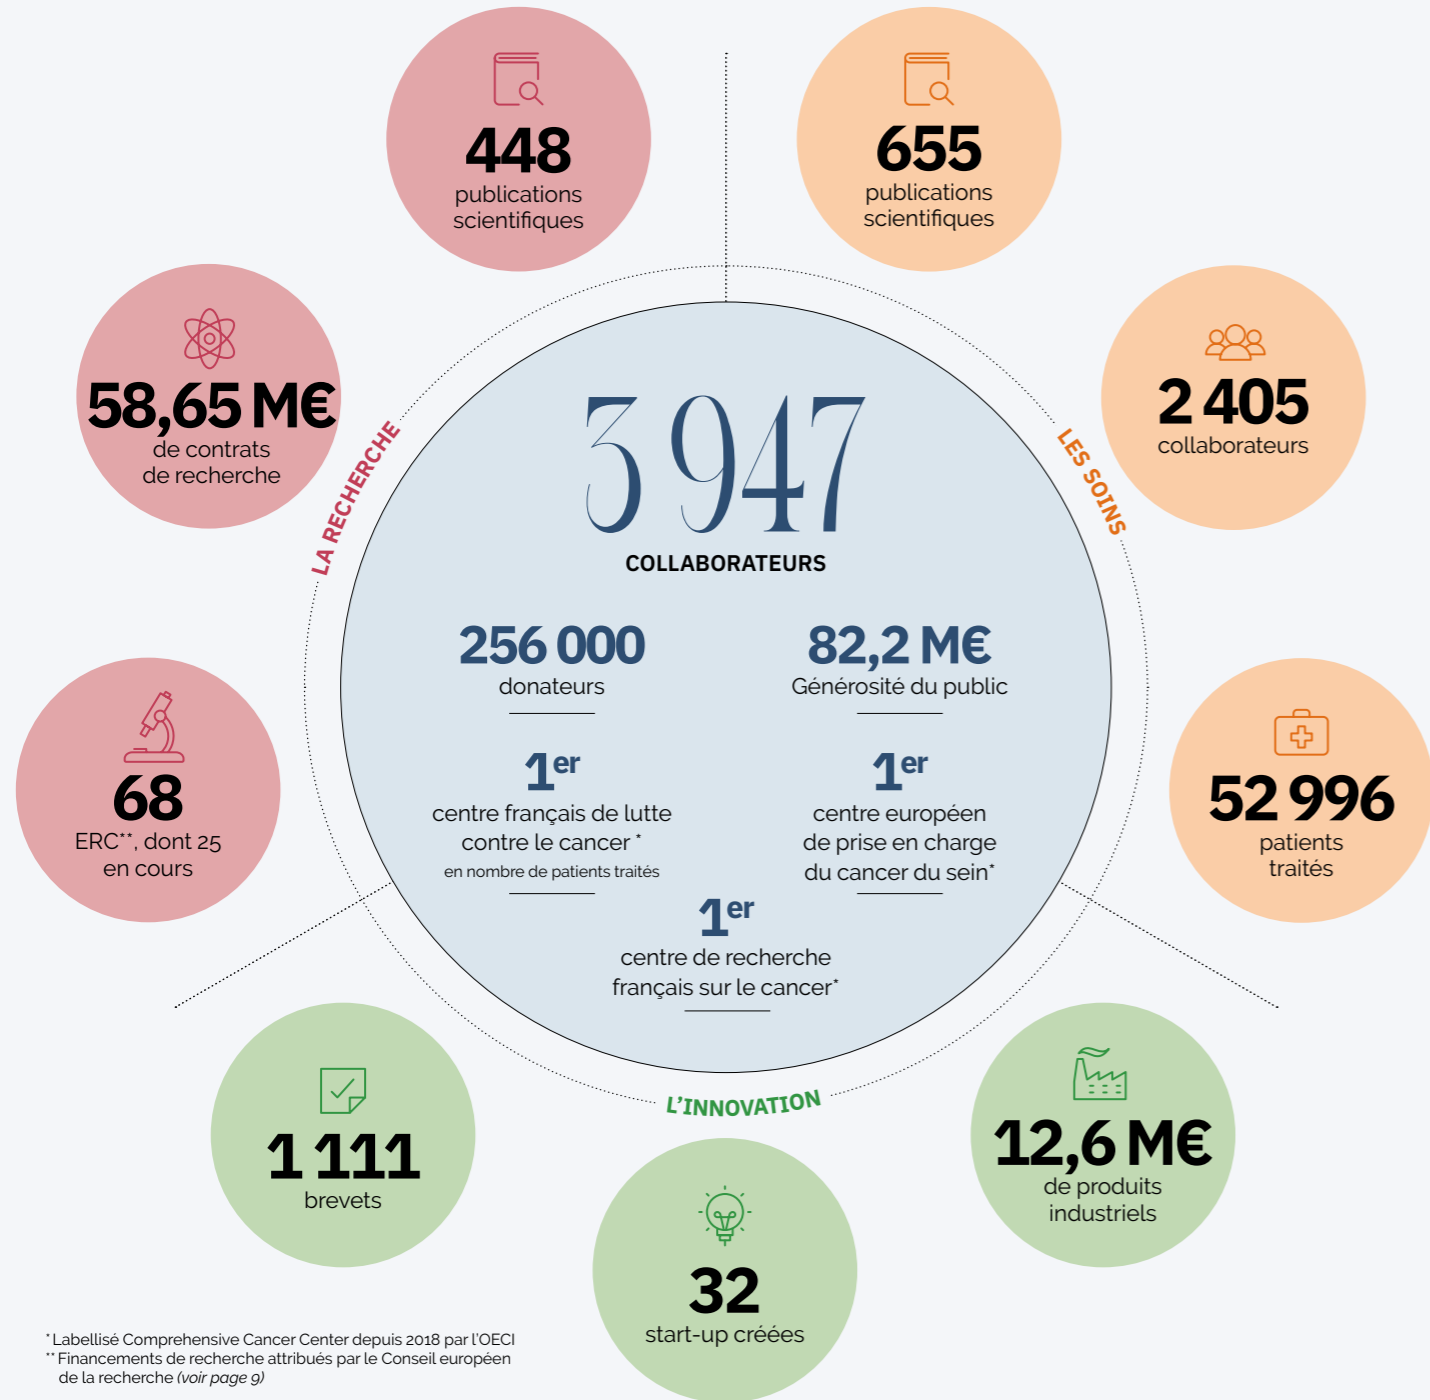 448
publications
scientifiques
655
publications
scientifiques
58,65 M€
de contrats
de recherche
2 405
collaborateurs
LA RECHERCHE
LES SOINS
3 947
COLLABORATEURS
256 000
donateurs
82,2 M€
Générosité du public
1er
centre français de lutte
contre le cancer *
en nombre de patients traités
1er
centre européen
de prise en charge
du cancer du sein*
1er
centre de recherche
français sur le cancer*
68
ERC**, dont 25
en cours
52 996
patients
traités
L'INNOVATION
1 111
brevets
32
start-up créées
12,6 M€
de produits
industriels
* Labellisé Comprehensive Cancer Center depuis 2018 par l'OECI
** Financements de recherche attribués par le Conseil européen
de la recherche (voir page 9)